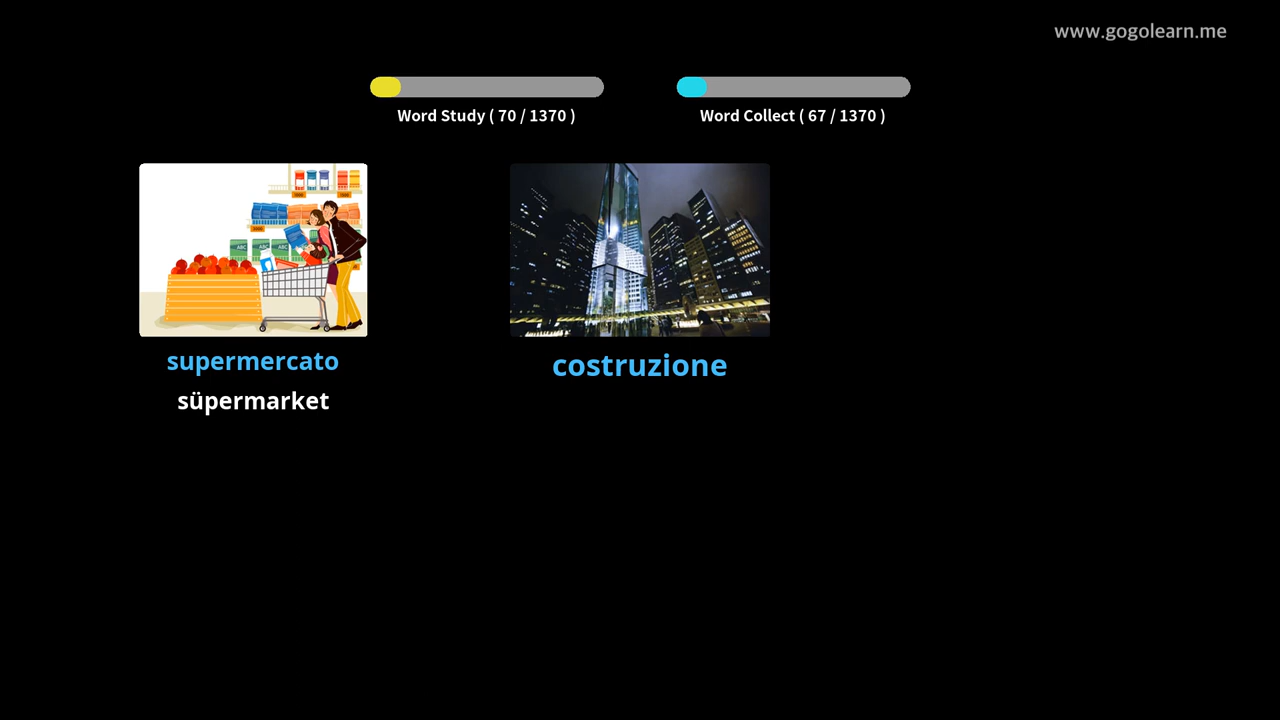 www.gogolearn.me
Word Study ( 70 / 1370 )
Word Collect ( 67 / 1370 )
supermercato
süpermarket
costruzione